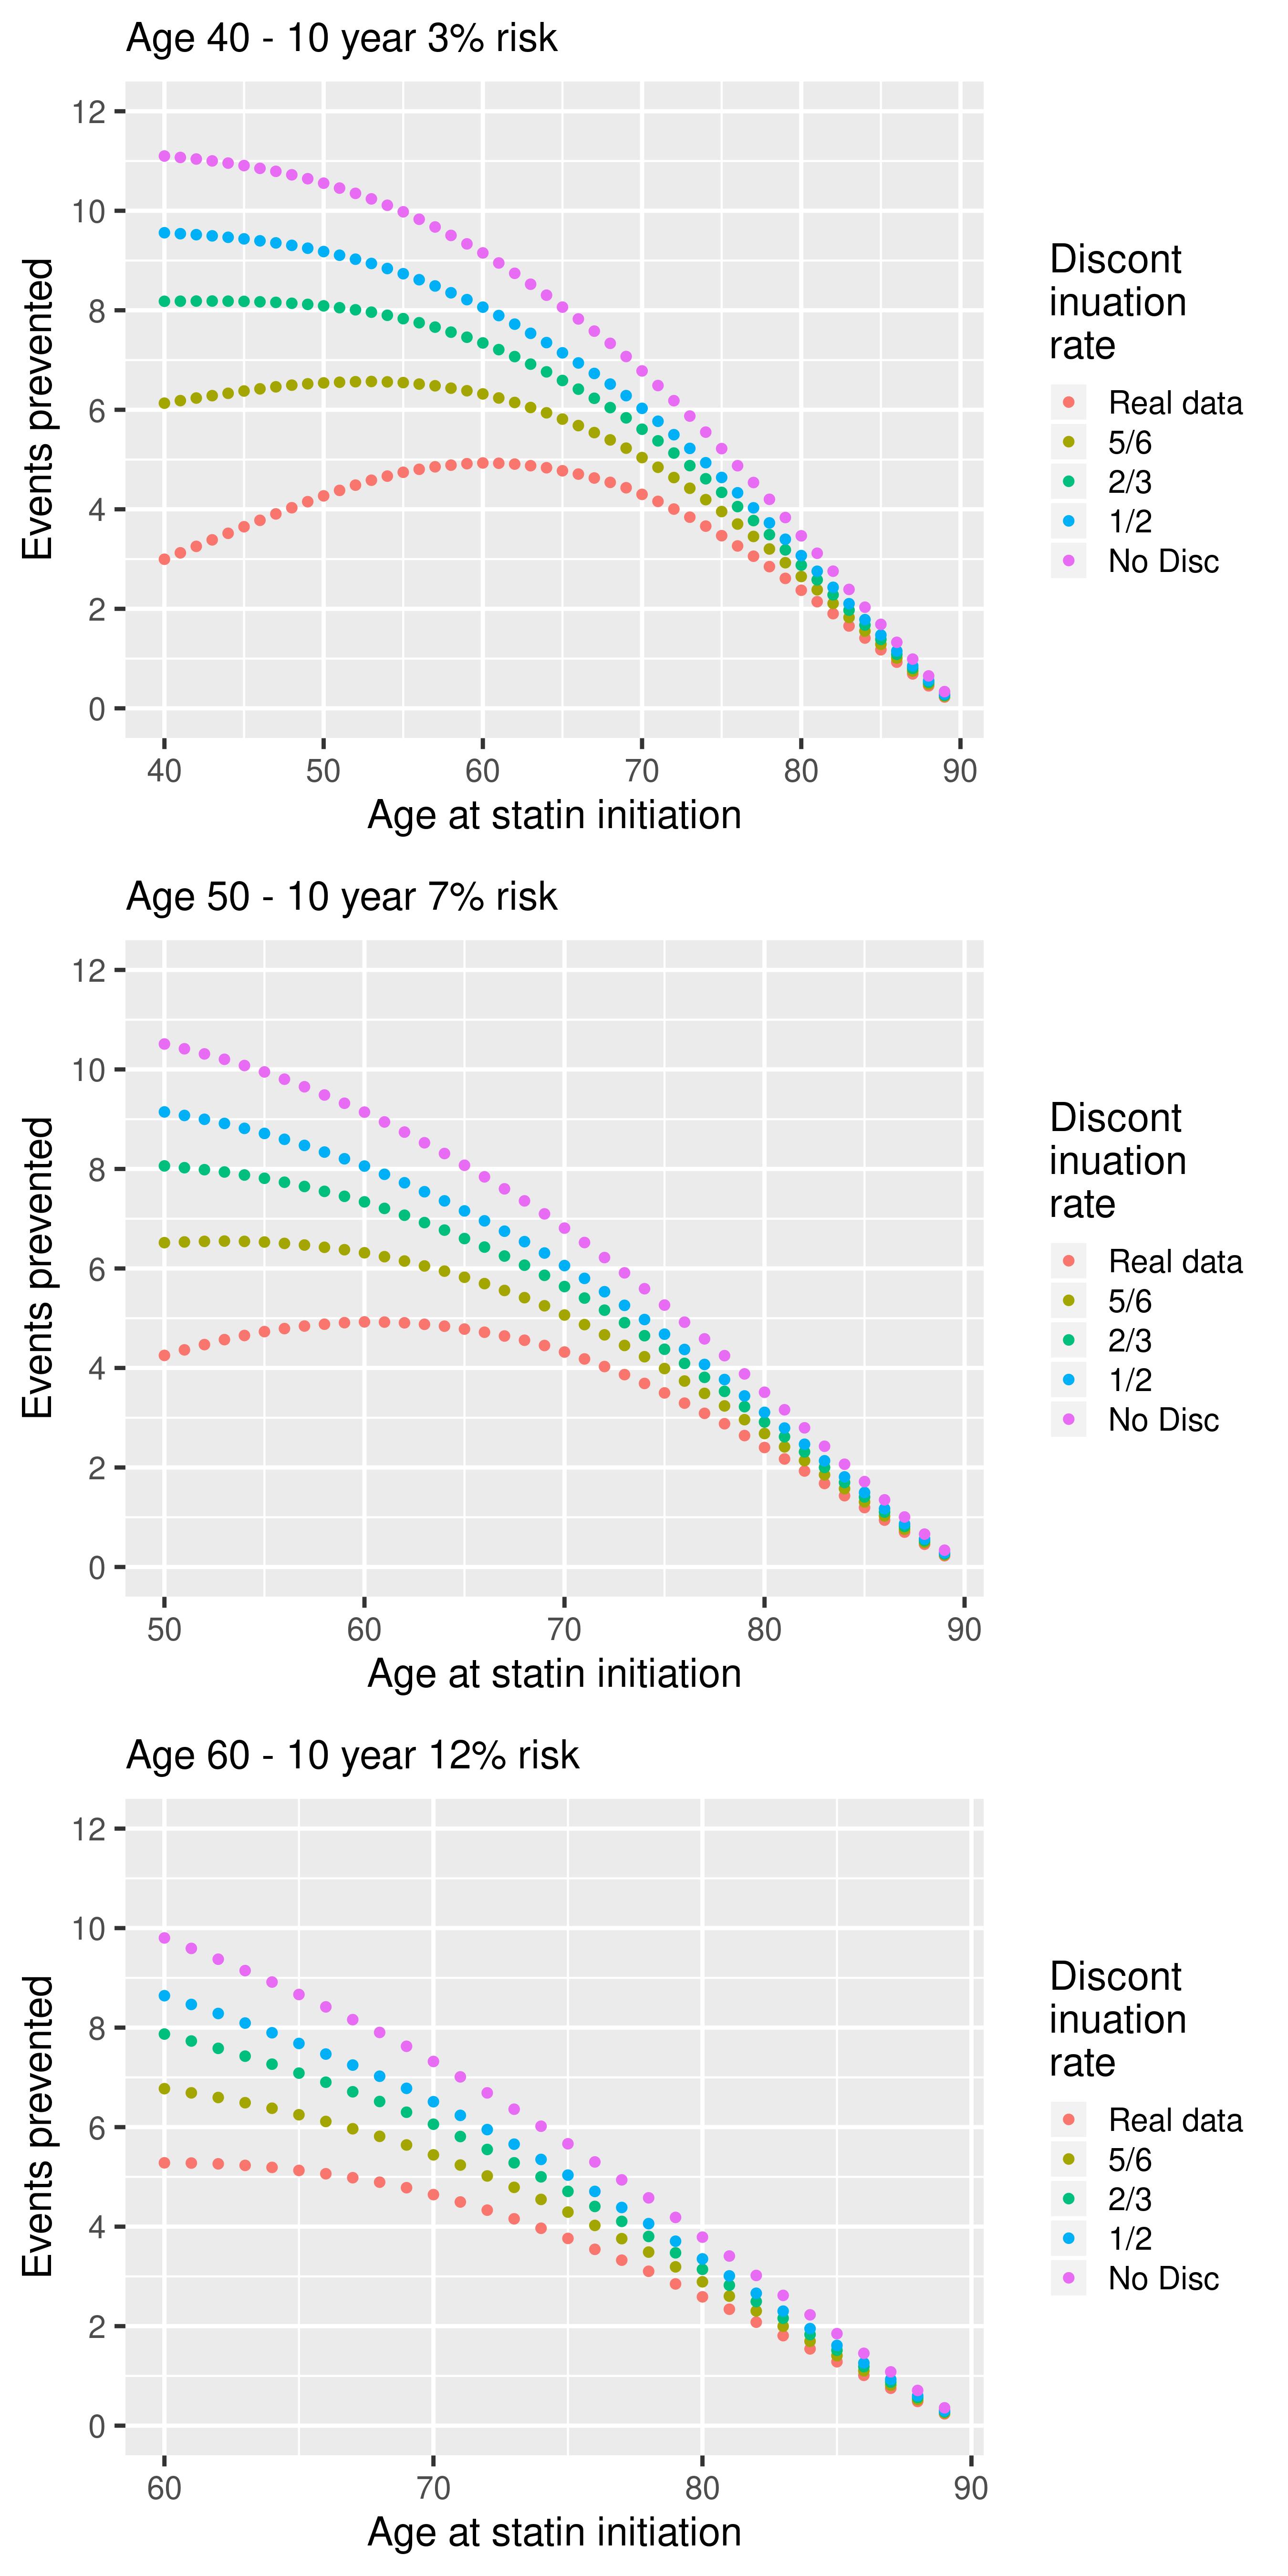 Age 40 - 10 year 3% risk
12
10
8
6
4
2
0
Events prevented
40 50 60 70 80 90
Age at statin initiation
Discont
inuation
rate
Real data
5/6
2/3
1/2
No Disc
Age 50 - 10 year 7% risk
12
10
8
6
4
2
0
Events prevented
50 60 70 80 90
Age at statin initiation
Discont
inuation
rate
Real data
5/6
2/3
1/2
No Disc
Age 60 - 10 year 12% risk
12
10
8
6
4
2
0
Events prevented
60 70 80 90
Age at statin initiation
Discont
inuation
rate
Real data
5/6
2/3
1/2
No Disc